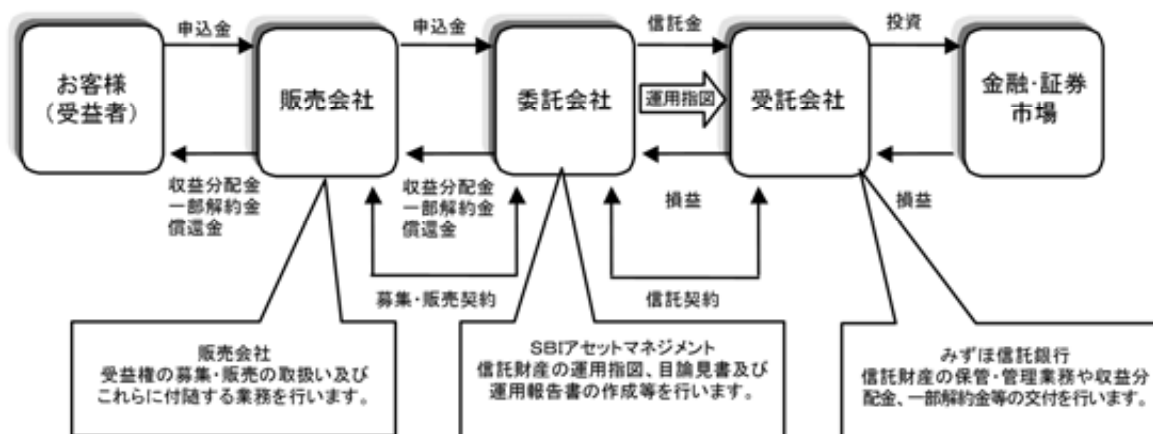 申込金
申込金
信託金
投資
お客様
（受益者）
販売会社
委託会社
運用指図
受託会社
金融・証券
市場
収益分配金
一部解約金
償還金
収益分配金
一部解約金
償還金
損益
損益
募集・販売契約
信託契約
販売会社
受益権の募集・販売の取扱い及び
これらに付随する業務を行います。
SBIアセットマネジメント
信託財産の運用指図、目論見書及び
運用報告書の作成等を行います。
みずほ信託銀行
信託財産の保管・管理業務や収益分
配金、一部解約金等の交付を行います。